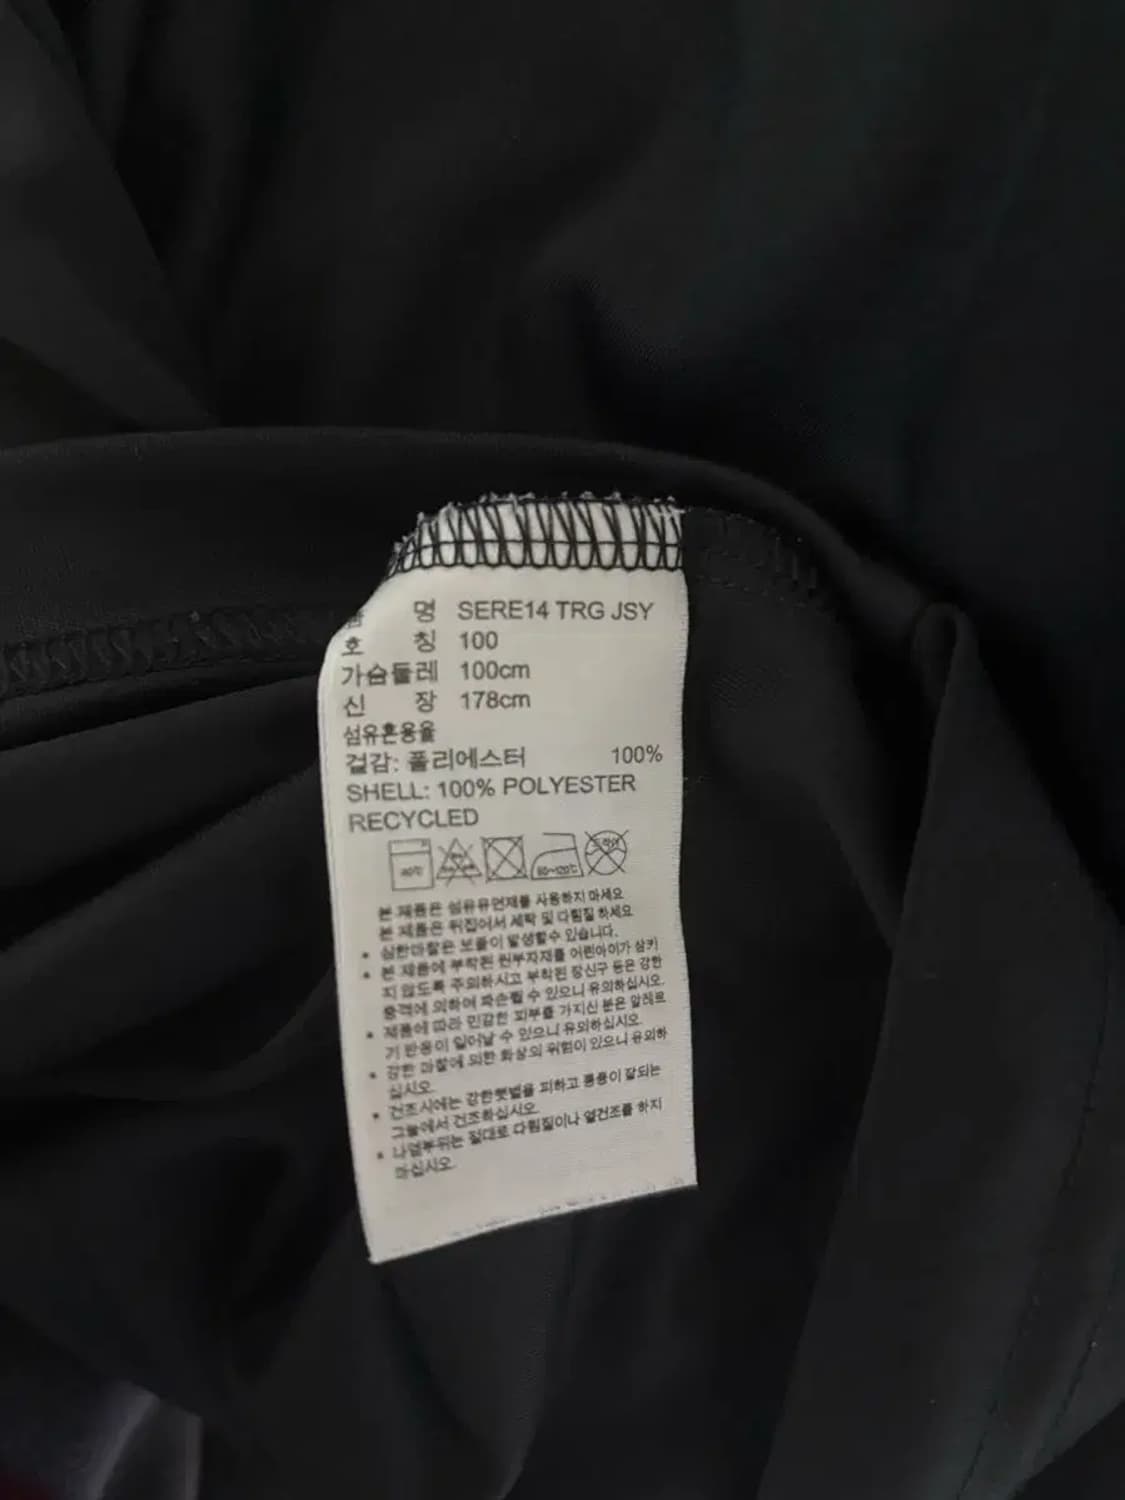 명 SERE14 TRG JSY
호 칭 100
가슴둘레 100cm
신 장 178cm
섬유혼용율
겉감: 폴리에스터 100%
SHELL: 100% POLYESTER
RECYCLED
40℃ 80~120℃ 드라이
본 제품은 섬유유연제를 사용하지 마세요
본 제품은 뒤집어서 세탁 및 다림질 하세요
* 심한마찰은 보풀이 발생할수 있습니다.
* 본 제품에 부착된 원부자재를 어린아이가 삼키
지 않도록 주의하시고 부착된 장신구 등은 강한
충격에 의하여 파손될 수 있으니 유의하십시오.
* 제품에 따라 민감한 피부를 가지신 분은 알레르
기 반응이 일어날 수 있으니 유의하십시오.
* 강한 마찰에 의한 화상의 위험이 있으니 유의하
십시오.
* 건조시에는 강한햇볕을 피하고 통풍이 잘되는
그늘에서 건조하십시오.
* 나염부위는 절대로 다림질이나 열건조를 하지
마십시오.